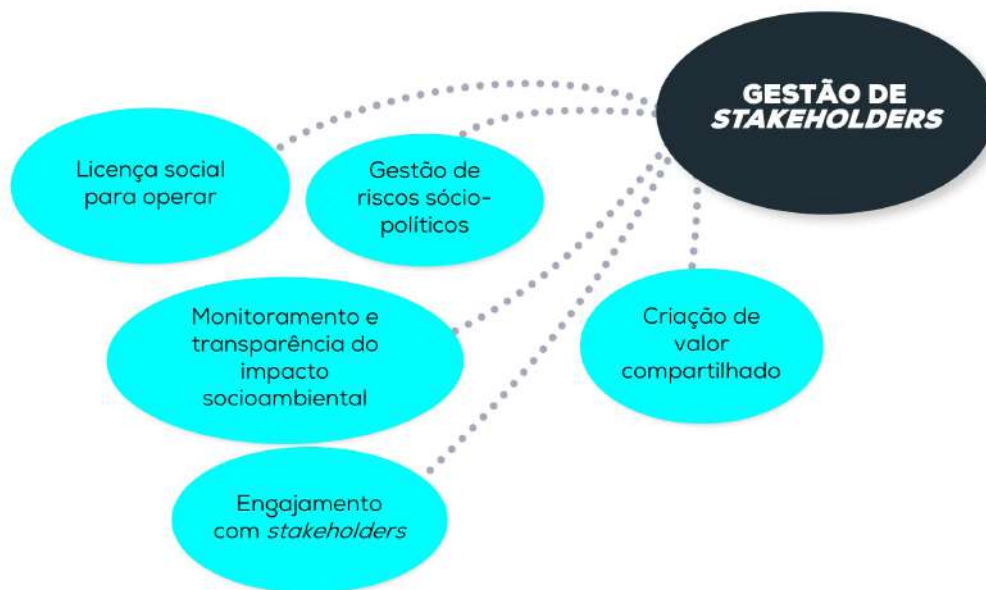 GESTÃO DE
STAKEHOLDERS
Licença social
para operar
Gestão de
riscos sócio-
políticos
Monitoramento e
transparência do
impacto
socioambiental
Criação de
valor
compartilhado
Engajamento
com stakeholders